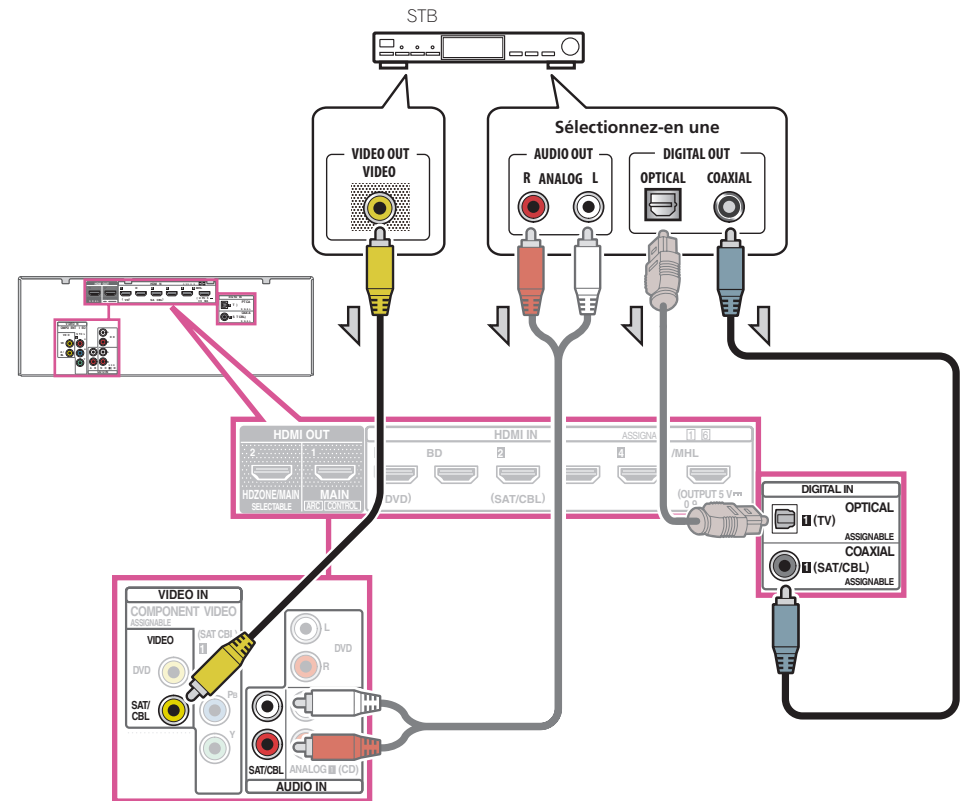 STB
Sélectionnez-en une
VIDEO OUT
VIDEO
AUDIO OUT
R ANALOG L
DIGITAL OUT
OPTICAL
COAXIAL
HDMI OUT
2
1
HDZONE/MAIN
SELECTABLE
MAIN
ARC CONTROL
HDMI IN
BD
2
4
1 6
/MHL
DVD)
(SAT/CBL)
(OUTPUT 5 V
DIGITAL IN
OPTICAL
1 (TV)
ASSIGNABLE
COAXIAL
1 (SAT/CBL)
ASSIGNABLE
VIDEO IN
COMPONENT VIDEO
ASSIGNABLE
VIDEO
(SAT CBL
1
DVD
SAT/
CBL
PB
Y
L
DVD
R
SAT/CBL
ANALOG 1 (CD)
AUDIO IN